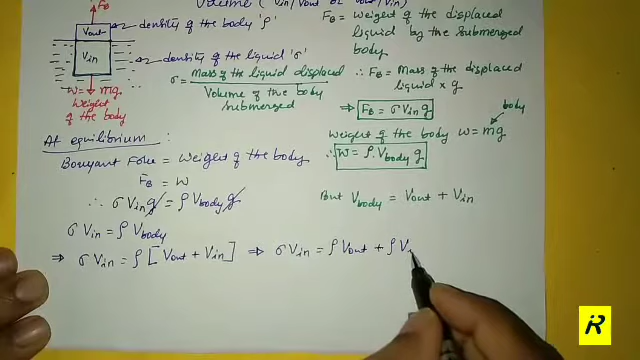 Volume (Vin/Vout or Vout/Vin)
FB
density of the body 'ρ'
Vout
Vin
density of the liquid 'σ'
W = mg
Weight of the body
σ = Mass of the liquid displaced / Volume of the body submerged
FB = Weight of the displaced
liquid by the submerged
body.
∴ FB = Mass of the displaced
liquid × g
⇒ FB = σ Vin g
body
Weight of the body W = mg
∴ W = ρ. Vbody g
At equilibrium :
Bouyant Force = Weight of the body
FB = W
∴ σ Vin g = ρ Vbody g
But Vbody = Vout + Vin
σ Vin = ρ Vbody
⇒ σ Vin = ρ [Vout + Vin] ⇒ σ Vin = ρ Vout + ρ Vi
R